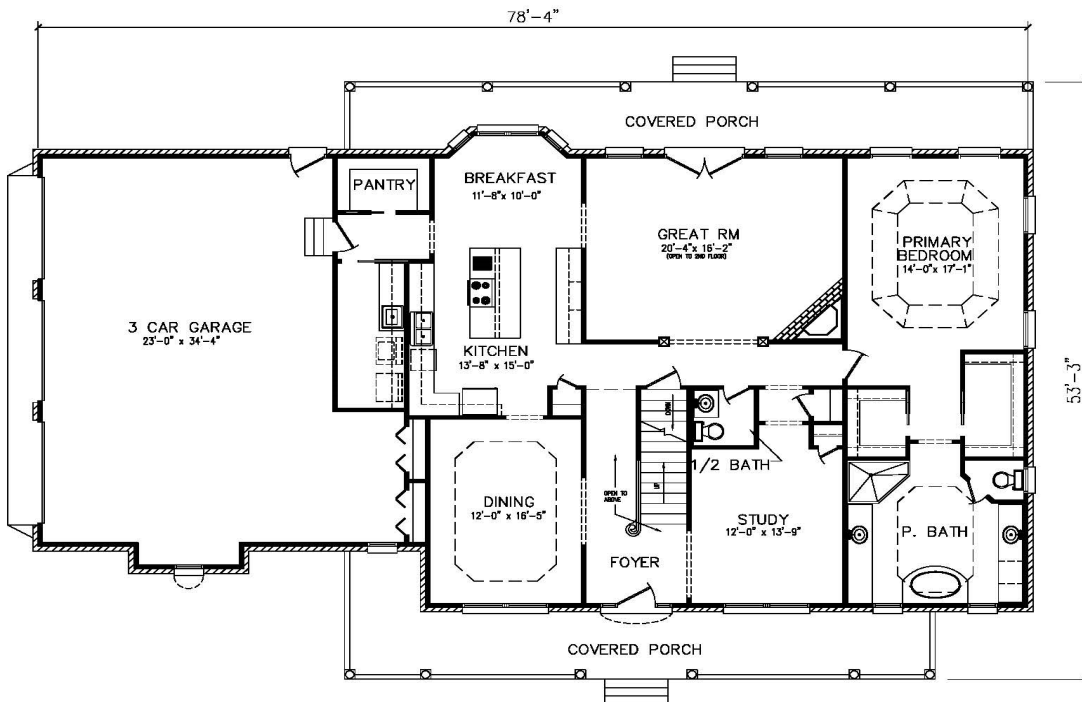 78'-4"
COVERED PORCH
PANTRY
BREAKFAST
11'-8"x 10'-0"
GREAT RM
20'-4"x 16'-2"
(OPEN TO 2ND FLOOR)
PRIMARY
BEDROOM
14'-0"x 17'-1"
3 CAR GARAGE
23'-0" x 34'-4"
KITCHEN
13'-8" x 15'-0"
53'-3"
1/2 BATH
UP
OPEN TO
ABOVE
DINING
12'-0" x 16'-5"
STUDY
12'-0" x 13'-9"
P. BATH
FOYER
COVERED PORCH